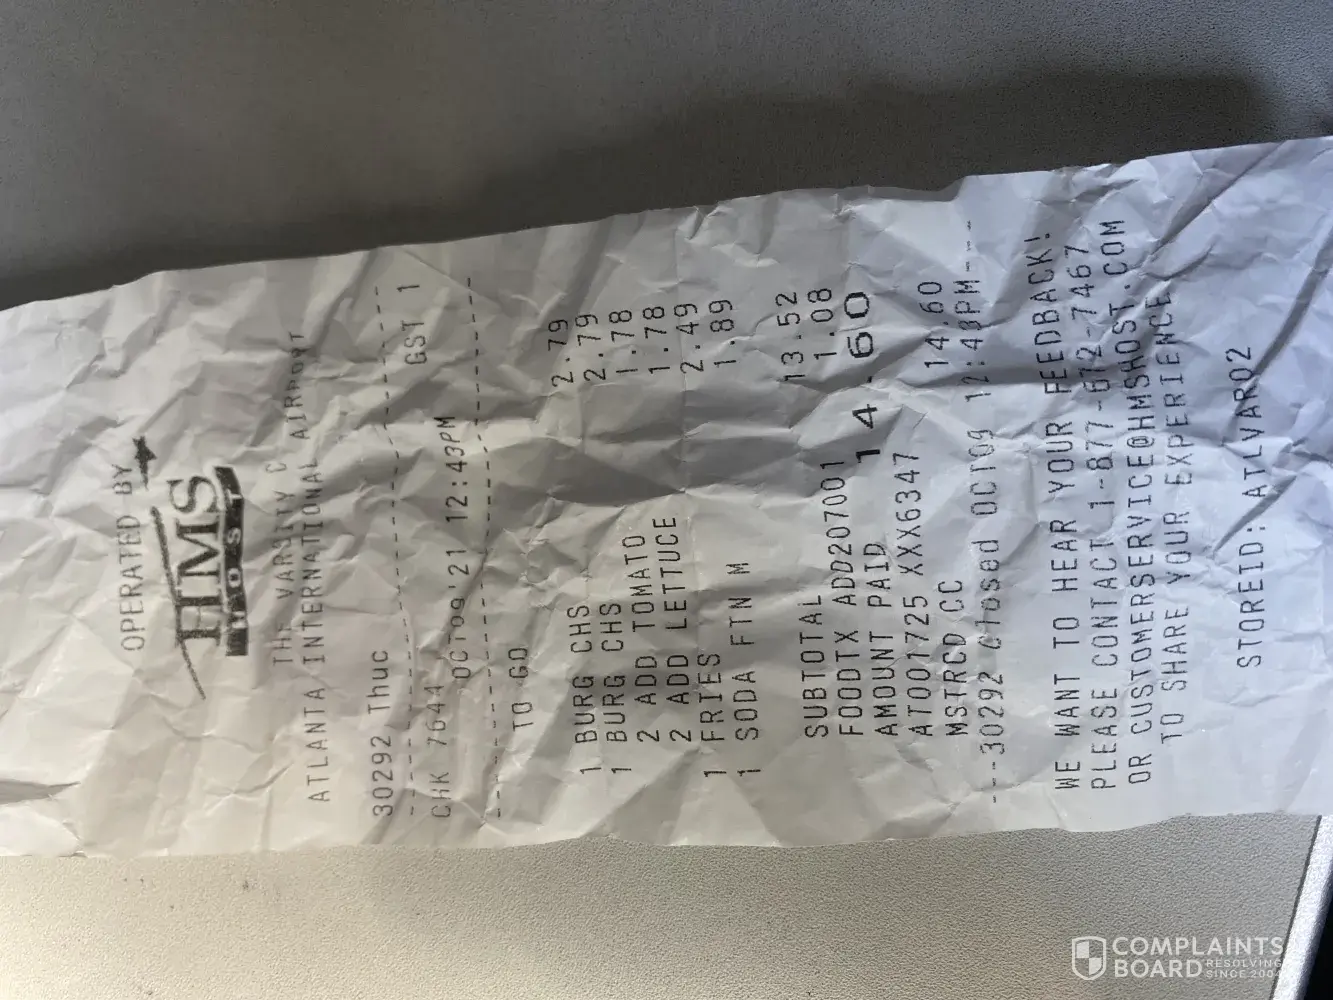 OPERATED BY
HMS
HOST
THE VARSITY C
ATLANTA INTERNATIONAL AIRPORT
30292 Thuc
--------------------------------
CHK 7644 GST 1
OCT09'21 12:43PM
--------------------------------
TO GO
1 BURG CHS 2.79
1 BURG CHS 2.79
2 ADD TOMATO 1.78
2 ADD LETTUCE 1.78
1 FRIES 2.49
1 SODA FTN M 1.89
SUBTOTAL 13.52
FOODTX ADD207001 1.08
AMOUNT PAID 14.60
AT001725 XXX6347
MSTRCD CC 14.60
---30292 Closed OCT09 12:43PM---
WE WANT TO HEAR YOUR FEEDBACK!
PLEASE CONTACT 1-877-672-7467
OR CUSTOMERSERVICE@HMSHOST.COM
TO SHARE YOUR EXPERIENCE
STOREID: ATLVAR02
COMPLAINTS
BOARD RESOLVING
SINCE 2004